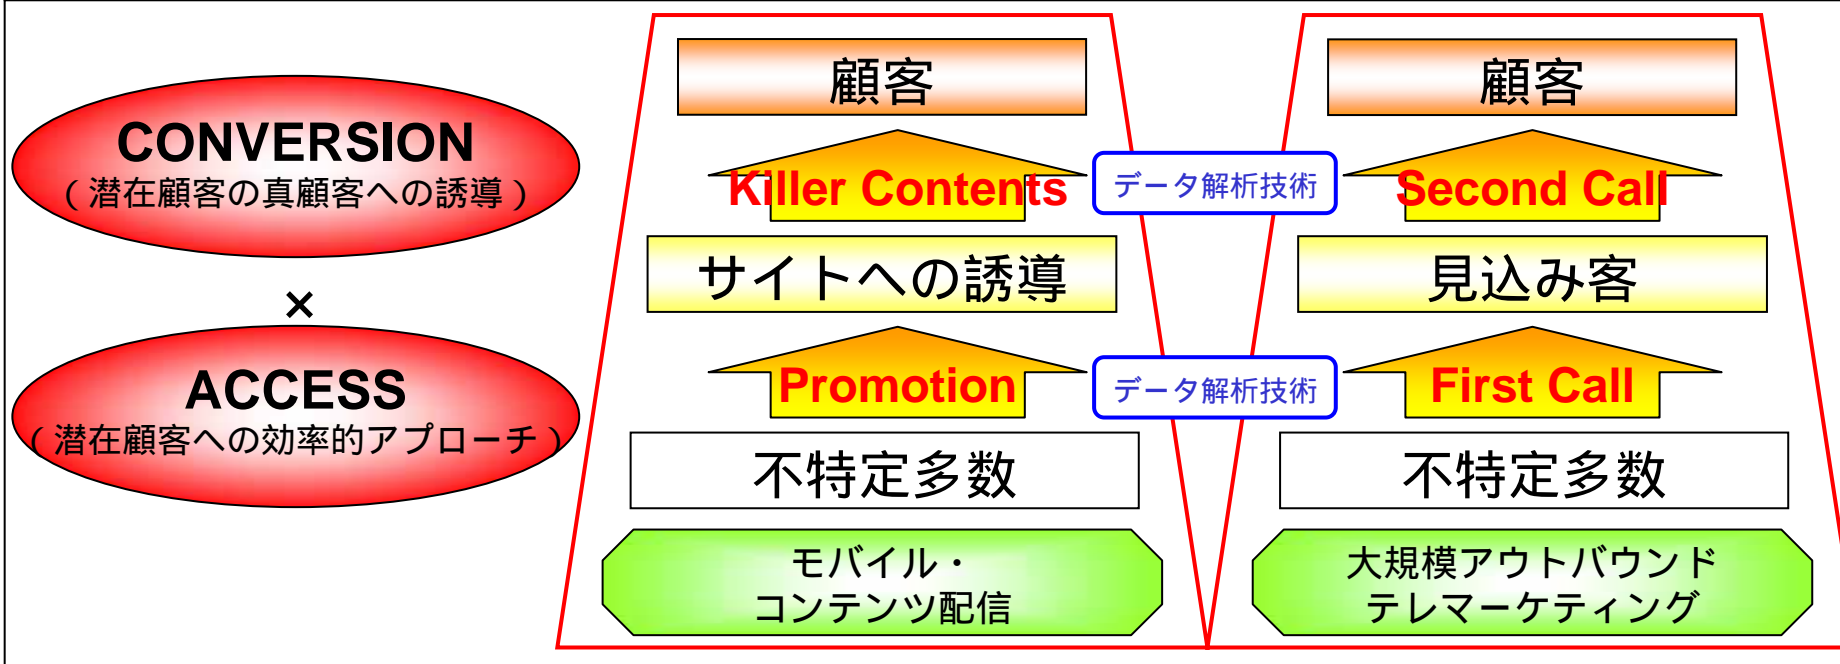 CONVERSION
（潜在顧客の真顧客への誘導）
×
ACCESS
（潜在顧客への効率的アプローチ）
顧客
Killer Contents
サイトへの誘導
Promotion
不特定多数
モバイル・
コンテンツ配信
データ解析技術
データ解析技術
顧客
Second Call
見込み客
First Call
不特定多数
大規模アウトバウンド
テレマーケティング